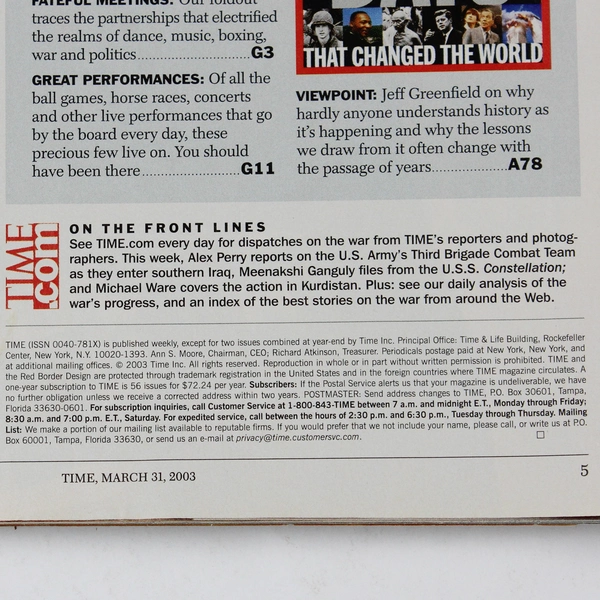 FATEFUL MEETINGS: Our foldout
traces the partnerships that electrified
the realms of dance, music, boxing,
war and politics..........................G3
GREAT PERFORMANCES: Of all the
ball games, horse races, concerts
and other live performances that go
by the board every day, these
precious few live on. You should
have been there......................G11
DAYS
THAT CHANGED THE WORLD
VIEWPOINT: Jeff Greenfield on why
hardly anyone understands history as
it's happening and why the lessons
we draw from it often change with
the passage of years.................A78
TIME
.com
ON THE FRONT LINES
See TIME.com every day for dispatches on the war from TIME's reporters and photog-
raphers. This week, Alex Perry reports on the U.S. Army's Third Brigade Combat Team
as they enter southern Iraq, Meenakshi Ganguly files from the U.S.S. Constellation;
and Michael Ware covers the action in Kurdistan. Plus: see our daily analysis of the
war's progress, and an index of the best stories on the war from around the Web.
TIME (ISSN 0040-781X) is published weekly, except for two issues combined at year-end by Time Inc. Principal Office: Time & Life Building, Rockefeller
Center, New York, N.Y. 10020-1393. Ann S. Moore, Chairman, CEO; Richard Atkinson, Treasurer. Periodicals postage paid at New York, New York, and
at additional mailing offices. © 2003 Time Inc. All rights reserved. Reproduction in whole or in part without written permission is prohibited. TIME and
the Red Border Design are protected through trademark registration in the United States and in the foreign countries where TIME magazine circulates. A
one-year subscription to TIME is 56 issues for $72.24 per year. Subscribers: If the Postal Service alerts us that your magazine is undeliverable, we have
no further obligation unless we receive a corrected address within two years. POSTMASTER: Send address changes to TIME, P.O. Box 30601, Tampa,
Florida 33630-0601. For subscription inquiries, call Customer Service at 1-800-843-TIME between 7 a.m. and midnight E.T., Monday through Friday;
8:30 a.m. and 7:00 p.m. E.T., Saturday. For expedited service, call between the hours of 2:30 p.m. and 6:30 p.m., Tuesday through Thursday. Mailing
List: We make a portion of our mailing list available to reputable firms. If you would prefer that we not include your name, please call, or write us at P.O.
Box 60001, Tampa, Florida 33630, or send us an e-mail at privacy@time.customersvc.com.
TIME, MARCH 31, 2003
5